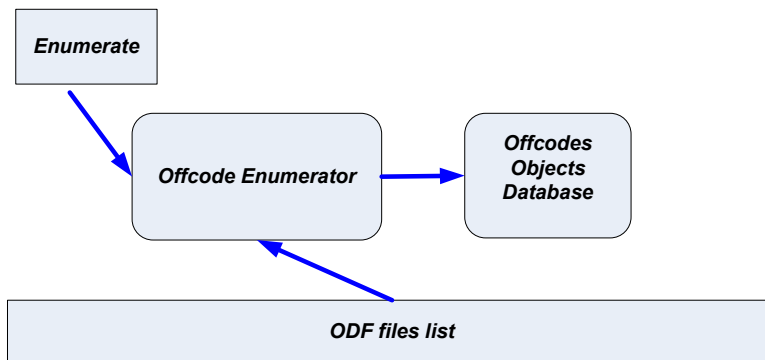 Enumerate
Offcode Enumerator
Offcodes
Objects
Database
ODF files list